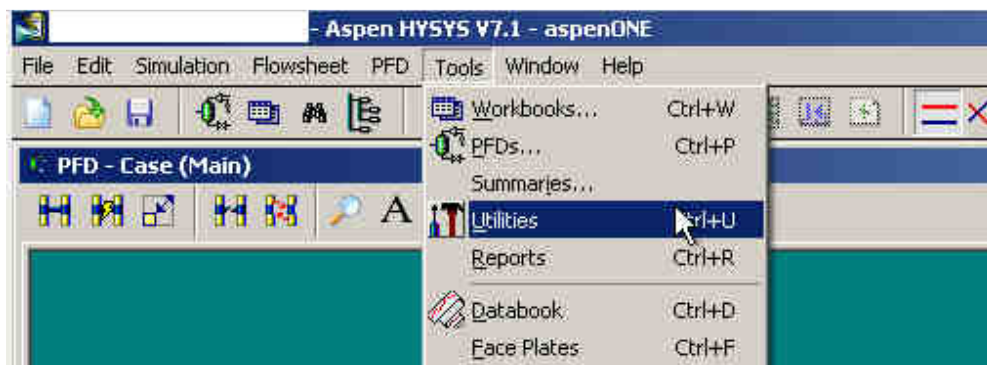 - Aspen HYSYS V7.1 - aspenONE
File Edit Simulation Flowsheet PFD Tools Window Help
Workbooks... Ctrl+W
PFDs... Ctrl+P
PFD - Case (Main)
Summaries...
A
Utilities Ctrl+U
Reports Ctrl+R
Databook Ctrl+D
Face Plates Ctrl+F